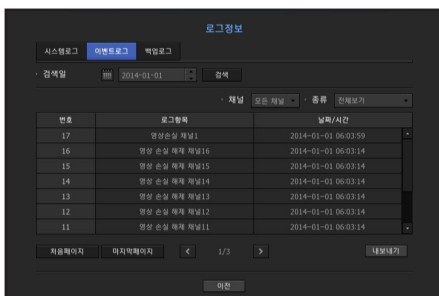 로그정보
시스템로그 이벤트로그 백업로그
검색일 2014-01-01 검색
채널 모든 채널 종류 전체보기
번호 로그항목 날짜/시간
17 영상손실 채널1 2014-01-01 06:03:59
16 영상 손실 해제 채널16 2014-01-01 06:03:14
15 영상 손실 해제 채널15 2014-01-01 06:03:14
14 영상 손실 해제 채널14 2014-01-01 06:03:14
13 영상 손실 해제 채널13 2014-01-01 06:03:14
12 영상 손실 해제 채널12 2014-01-01 06:03:14
11 영상 손실 해제 채널11 2014-01-01 06:03:14
처음페이지 마지막페이지 < 1/3 > 내보내기
이전